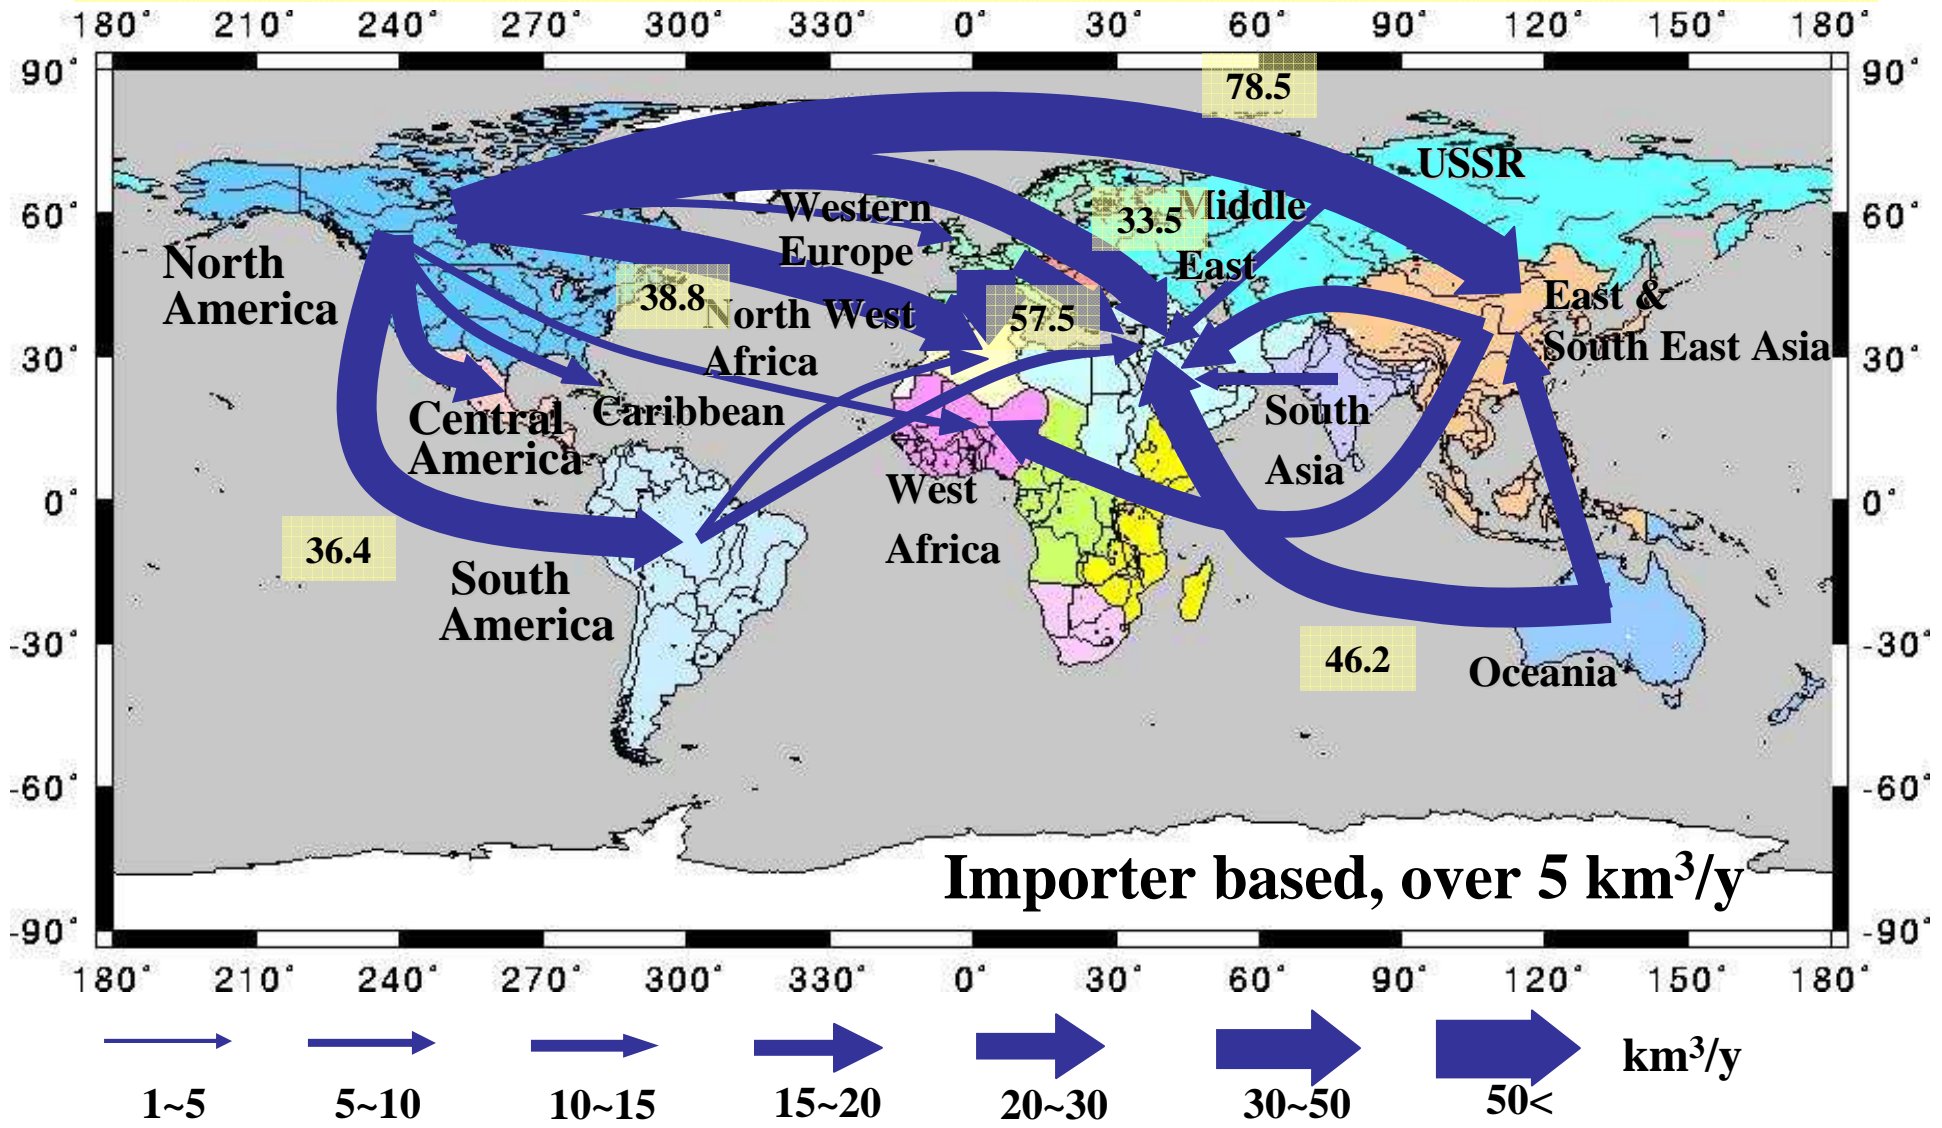 180° 210° 240° 270° 300° 330° 0° 30° 60° 90° 120° 150° 180°
90° 90°
78.5
USSR
60° 60°
Western
Europe
33.5
Middle
East
North
America
38.8
North West
Africa
57.5
East &
South East Asia
30° 30°
Central
America
Caribbean
South
Asia
West
Africa
0° 0°
36.4
South
America
-30° -30°
46.2
Oceania
-60° -60°
Importer based, over 5 km³/y
-90° -90°
180° 210° 240° 270° 300° 330° 0° 30° 60° 90° 120° 150° 180°
km³/y
1~5 5~10 10~15 15~20 20~30 30~50 50<